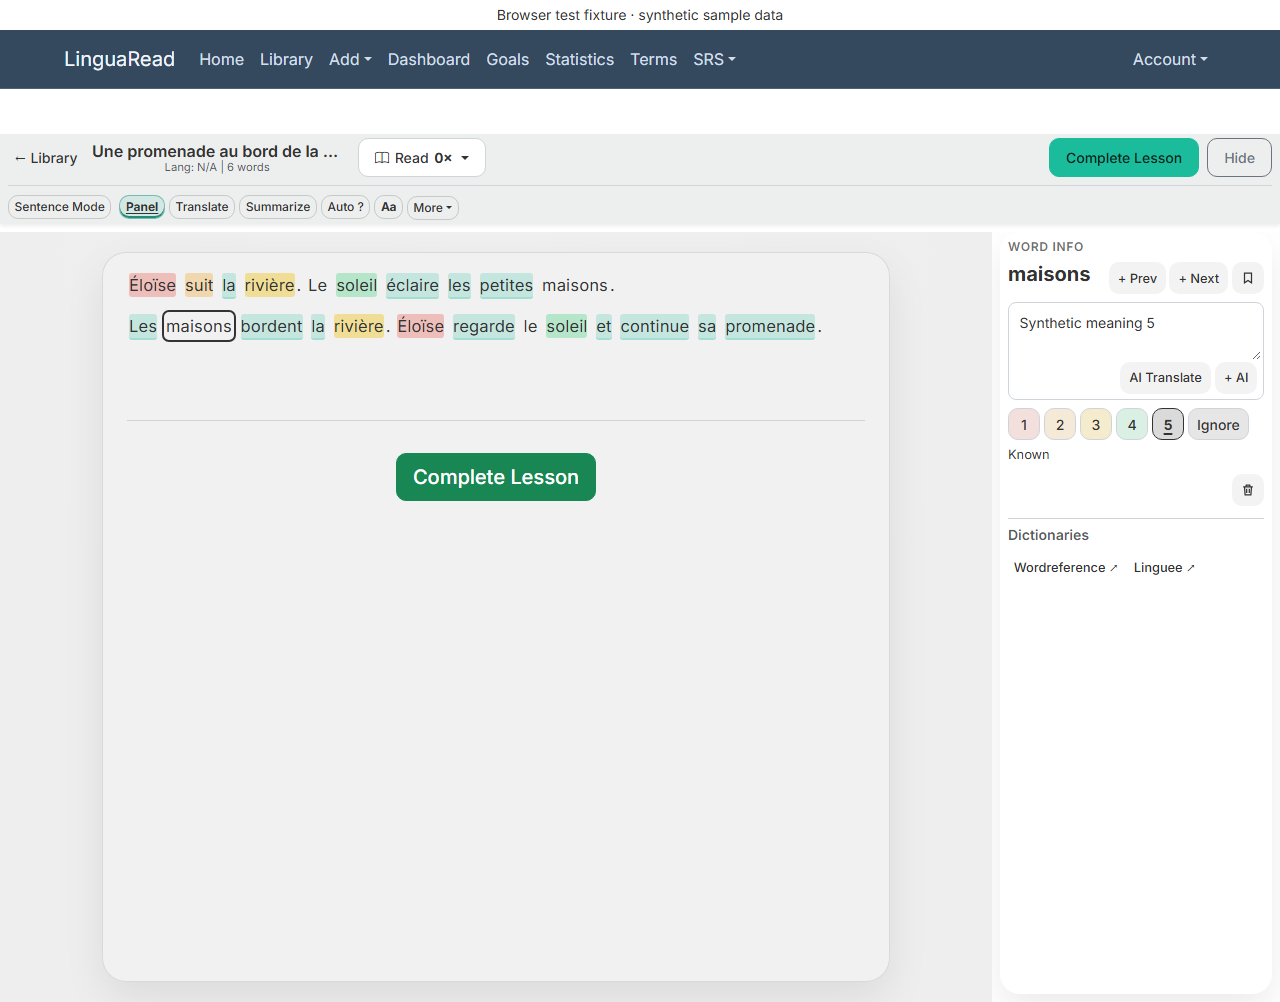 Browser test fixture · synthetic sample data
LinguaRead Home Library Add Dashboard Goals Statistics Terms SRS Account
← Library Une promenade au bord de la ... Read 0× Complete Lesson Hide
Lang: N/A | 6 words
Sentence Mode Panel Translate Summarize Auto ? Aa More
Éloïse suit la rivière. Le soleil éclaire les petites maisons.
Les maisons bordent la rivière. Éloïse regarde le soleil et continue sa promenade.
Complete Lesson
WORD INFO
maisons + Prev + Next
Synthetic meaning 5
AI Translate + AI
1 2 3 4 5 Ignore
Known
Dictionaries
Wordreference ↗ Linguee ↗